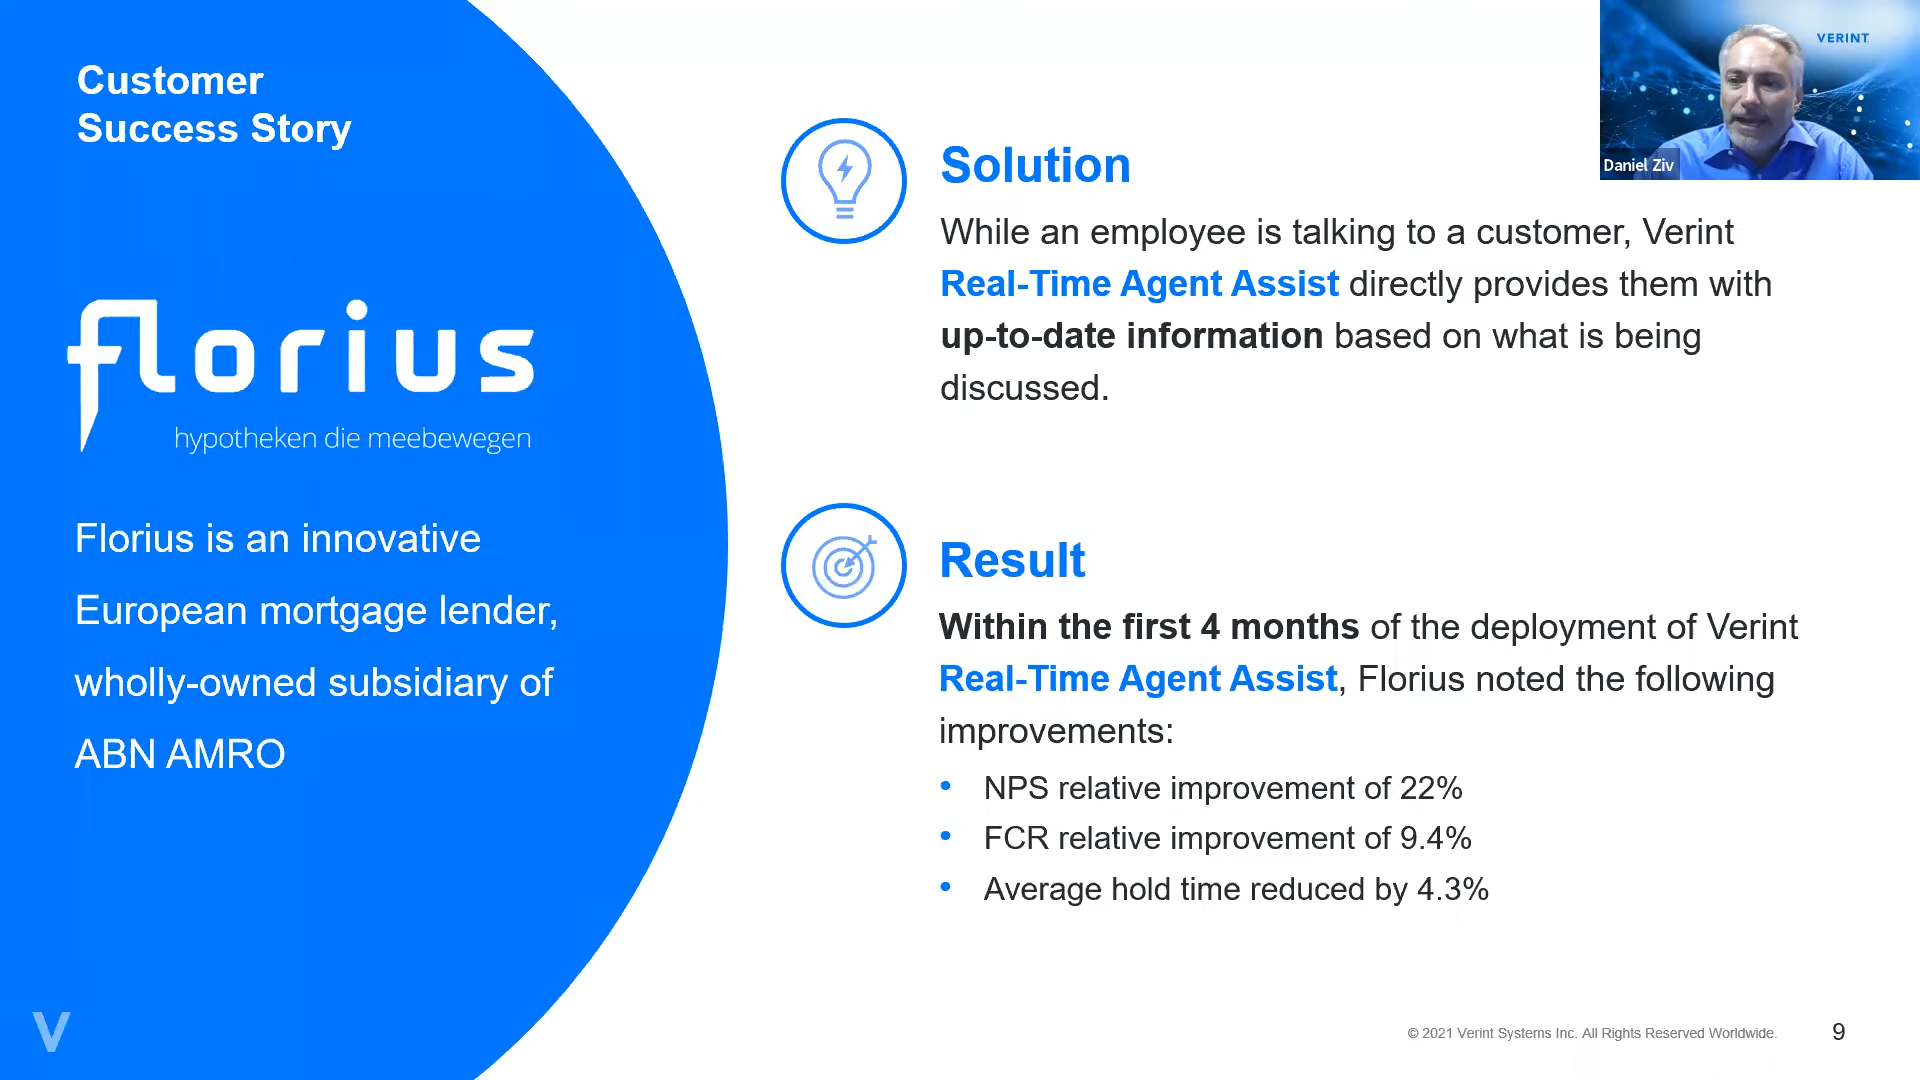 Customer
Success Story
florius
hypotheken die meebewegen
Florius is an innovative
European mortgage lender,
wholly-owned subsidiary of
ABN AMRO
V
Solution
While an employee is talking to a customer, Verint
Real-Time Agent Assist directly provides them with
up-to-date information based on what is being
discussed.
Result
Within the first 4 months of the deployment of Verint
Real-Time Agent Assist, Florius noted the following
improvements:
• NPS relative improvement of 22%
• FCR relative improvement of 9.4%
• Average hold time reduced by 4.3%
VERINT
Daniel Ziv
© 2021 Verint Systems Inc. All Rights Reserved Worldwide.
9